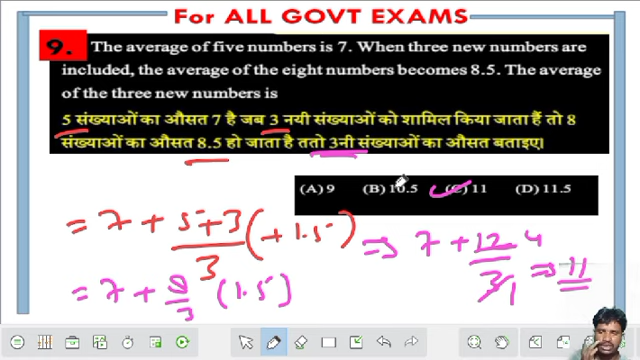 For ALL GOVT EXAMS
9. The average of five numbers is 7. When three new numbers are
included, the average of the eight numbers becomes 8.5. The average
of the three new numbers is
5 संख्याओं का औसत 7 है जब 3 नयी संख्याओं को शामिल किया जाता हैं तो 8
संख्याओं का औसत 8.5 हो जाता है ततो 3नी संख्याओं का औसत बताइए।
(A) 9 (B) 10.5 (C) 11 (D) 11.5
= 7 + 5+3/3 (+1.5)
= 7 + 8/3 (1.5)
⇒ 7 + 12/3 4/1
⇒ 11